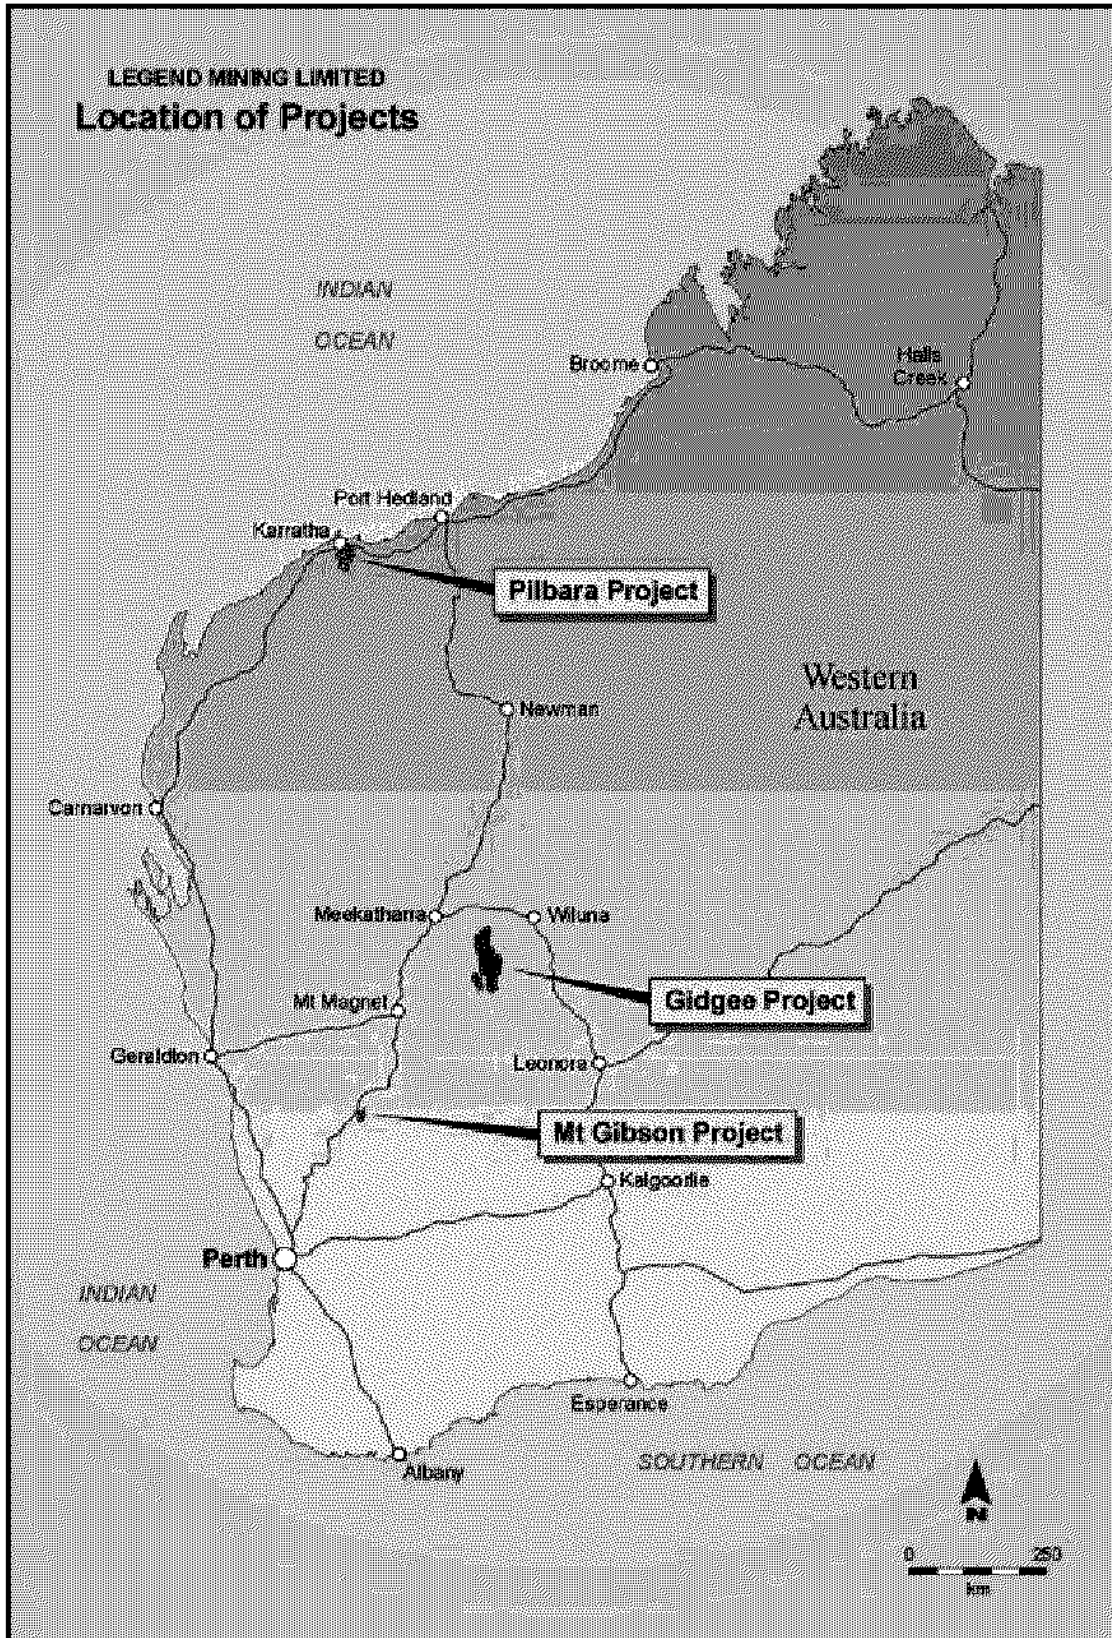 LEGEND MINING LIMITED
Location of Projects
INDIAN
OCEAN
Broome
Halls
Creek
Port Hedland
Karratha
Pilbara Project
Western
Australia
Newman
Carnarvon
Meekatharra
Wiluna
Gidgee Project
Mt Magnet
Geraldton
Leonora
Mt Gibson Project
Kalgoorlie
Perth
INDIAN
OCEAN
Esperance
Albany
SOUTHERN OCEAN
N
0 250
km